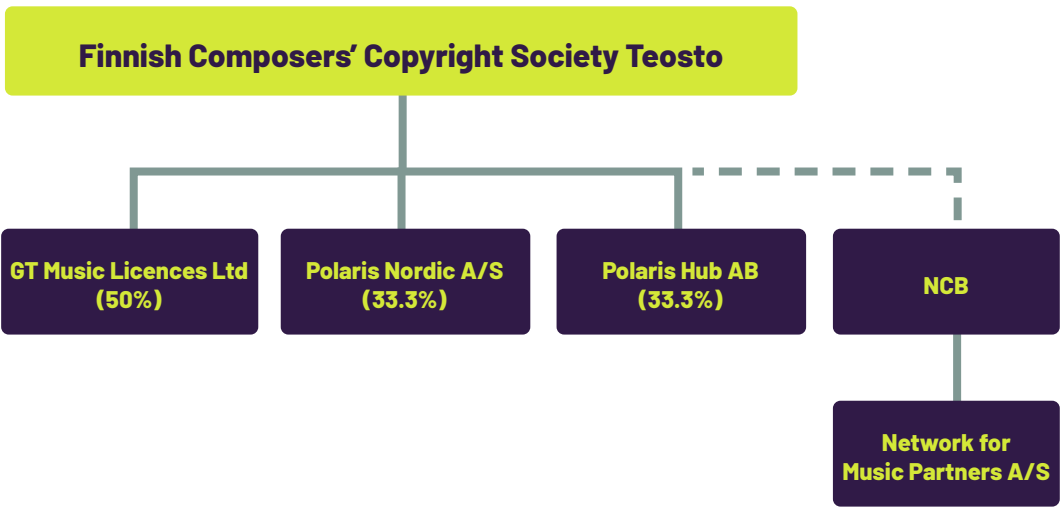 Finnish Composers’ Copyright Society Teosto
GT Music Licences Ltd
(50%)
Polaris Nordic A/S
(33.3%)
Polaris Hub AB
(33.3%)
NCB
Network for
Music Partners A/S